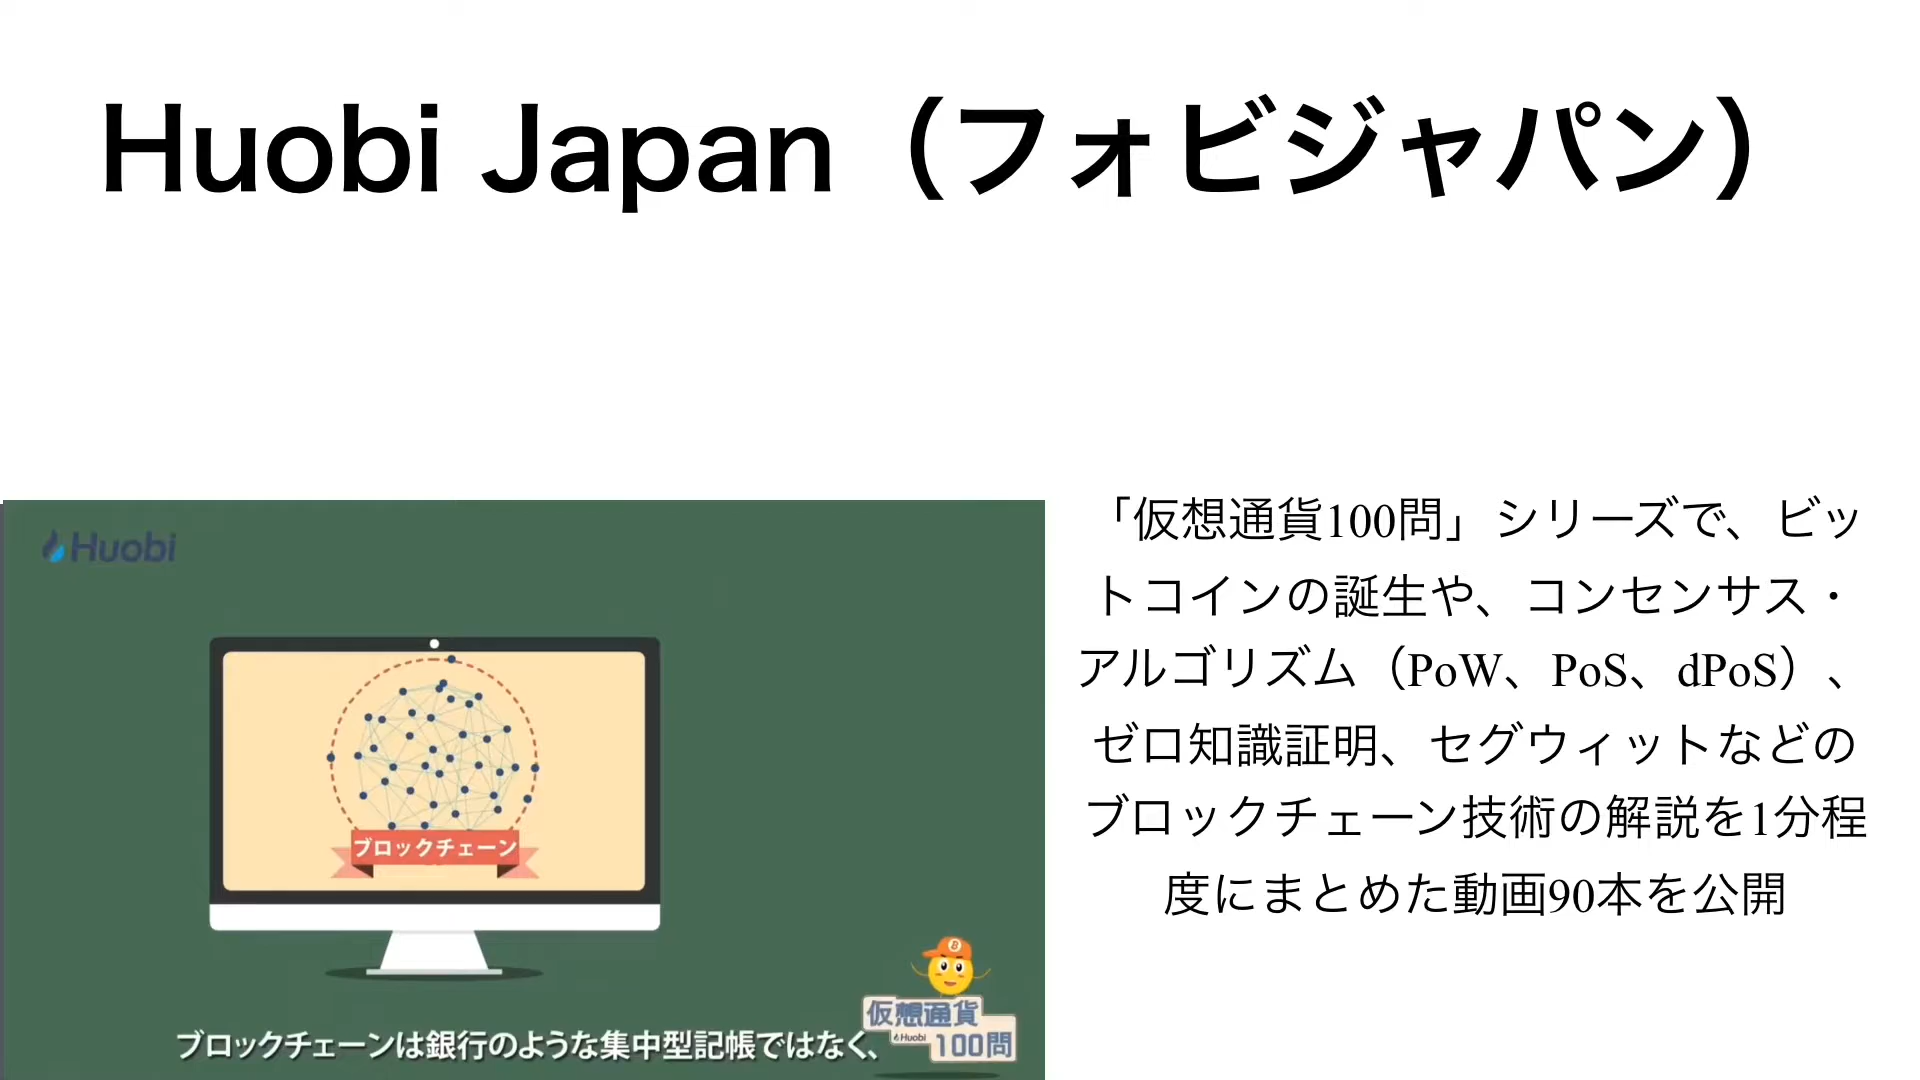 Huobi Japan（フォビジャパン）
Huobi
ブロックチェーン
ブロックチェーンは銀行のような集中型記帳ではなく、
仮想通貨
Huobi
100問
「仮想通貨100問」シリーズで、ビッ
トコインの誕生や、コンセンサス・
アルゴリズム（PoW、PoS、dPoS）、
ゼロ知識証明、セグウィットなどの
ブロックチェーン技術の解説を1分程
度にまとめた動画90本を公開